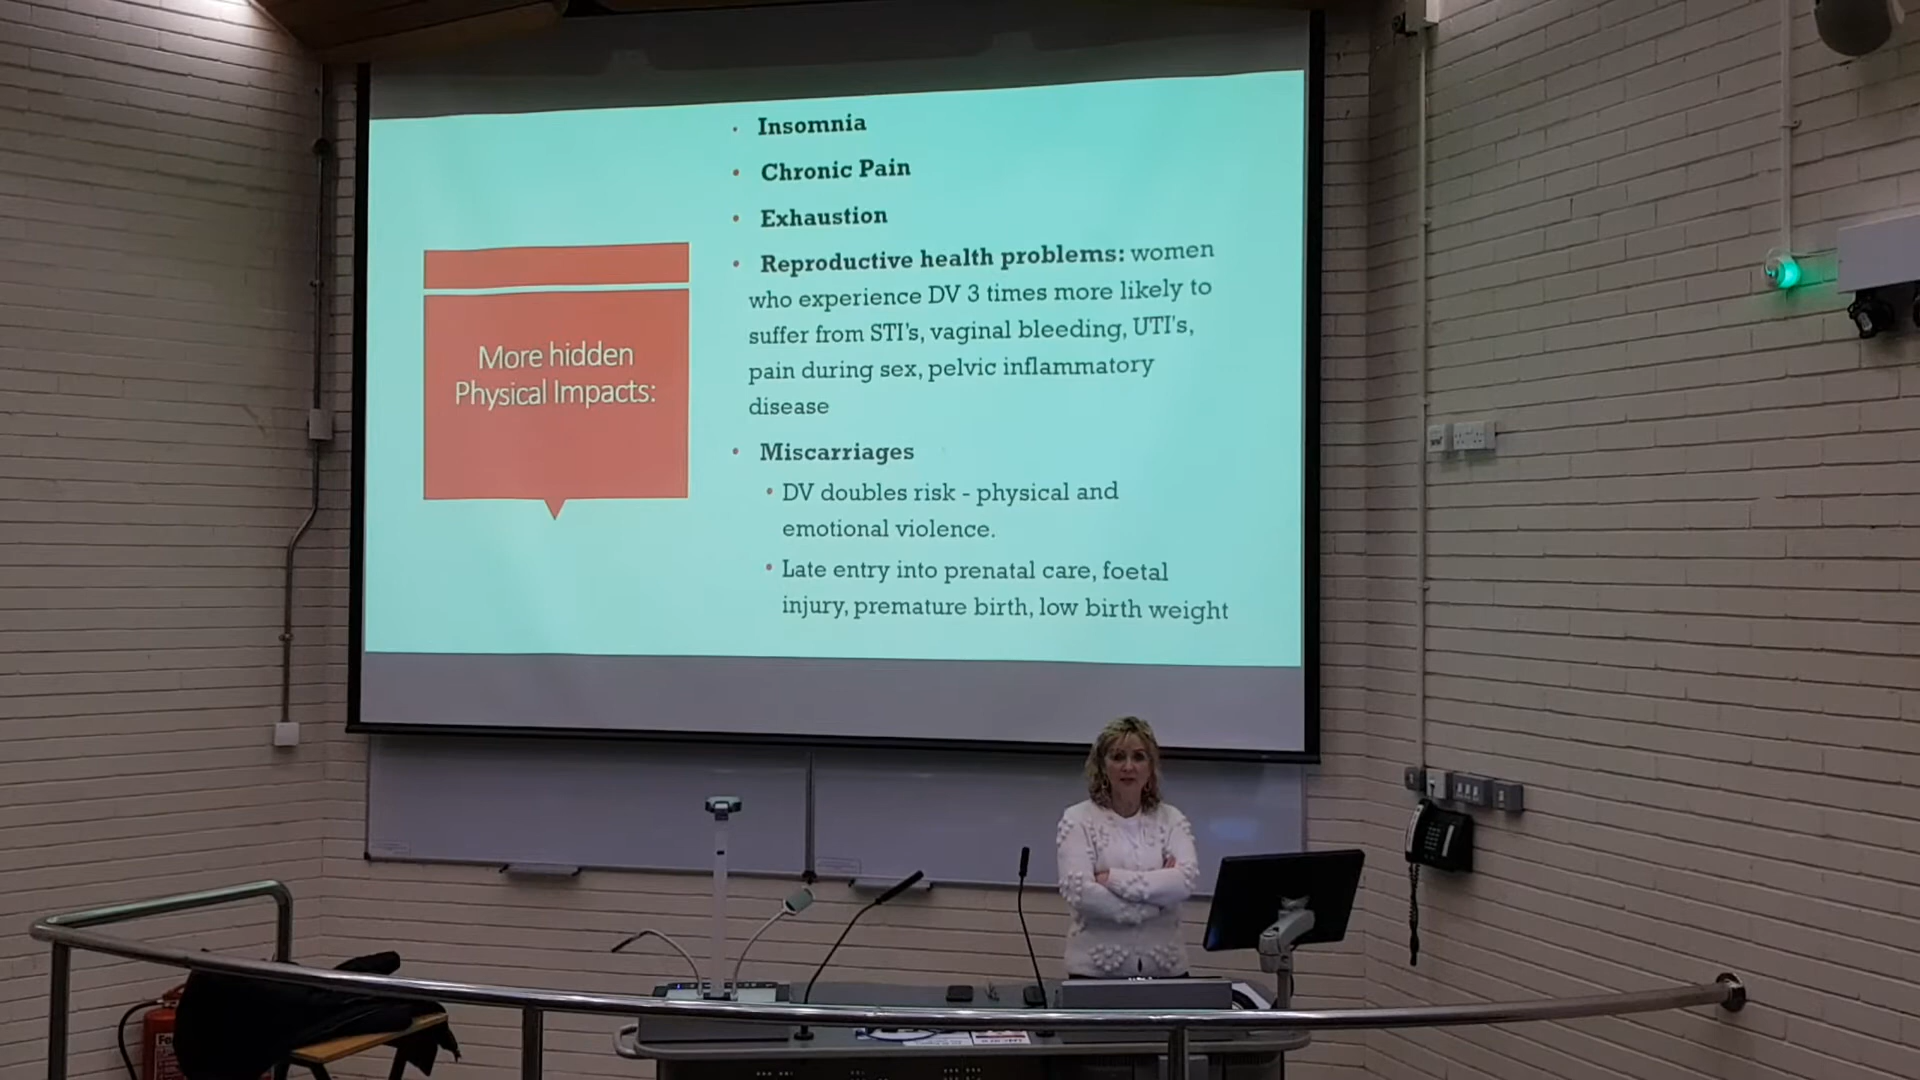 More hidden
Physical Impacts:
• Insomnia
• Chronic Pain
• Exhaustion
• Reproductive health problems: women
who experience DV 3 times more likely to
suffer from STI's, vaginal bleeding, UTI's,
pain during sex, pelvic inflammatory
disease
• Miscarriages
• DV doubles risk - physical and
emotional violence.
• Late entry into prenatal care, foetal
injury, premature birth, low birth weight